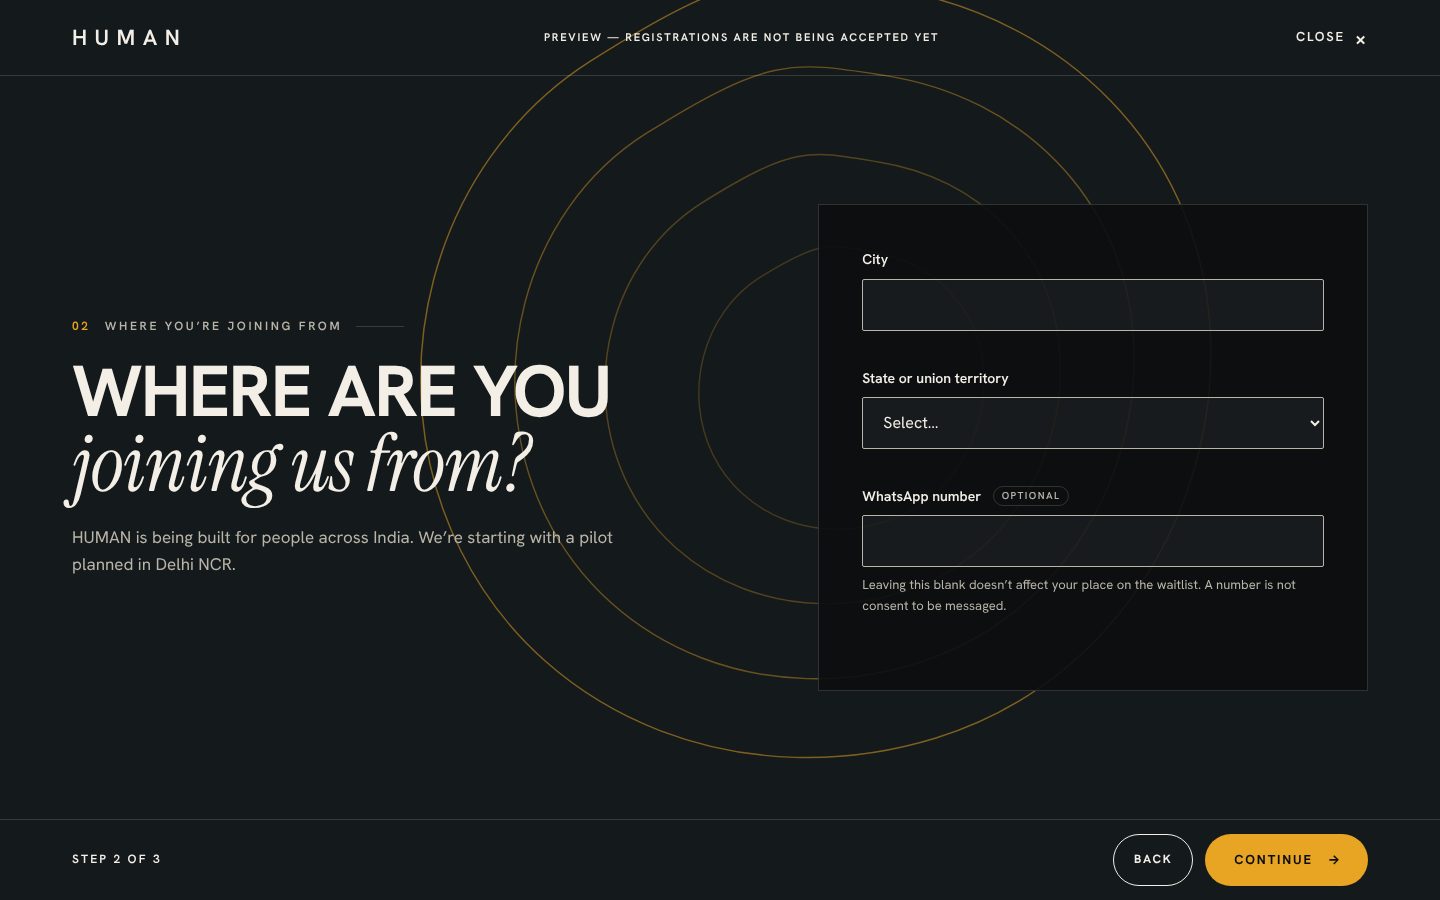 HUMAN
PREVIEW — REGISTRATIONS ARE NOT BEING ACCEPTED YET
CLOSE ×
02 WHERE YOU’RE JOINING FROM
WHERE ARE YOU
joining us from?
HUMAN is being built for people across India. We’re starting with a pilot
planned in Delhi NCR.
City
State or union territory
Select...
WhatsApp number OPTIONAL
Leaving this blank doesn’t affect your place on the waitlist. A number is not
consent to be messaged.
STEP 2 OF 3
BACK
CONTINUE →